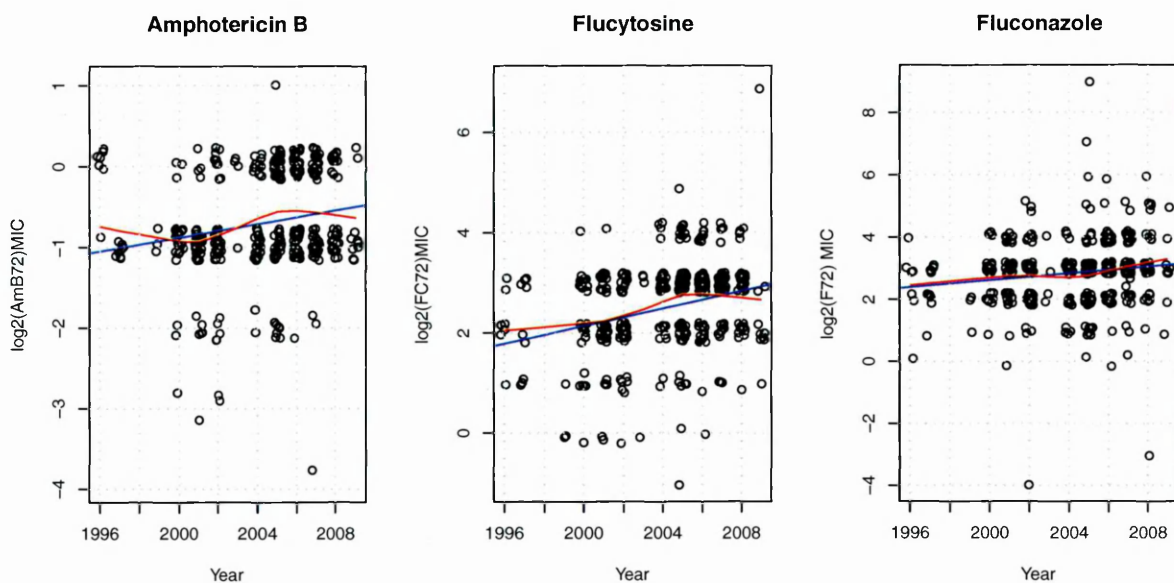 Amphotericin B
log2(AmB72)MIC
1
0
-1
-2
-3
-4
1996 2000 2004 2008
Year
Flucytosine
log2(FC72)MIC
6
4
2
0
1996 2000 2004 2008
Year
Fluconazole
log2(F72) MIC
8
6
4
2
0
-2
-4
1996 2000 2004 2008
Year